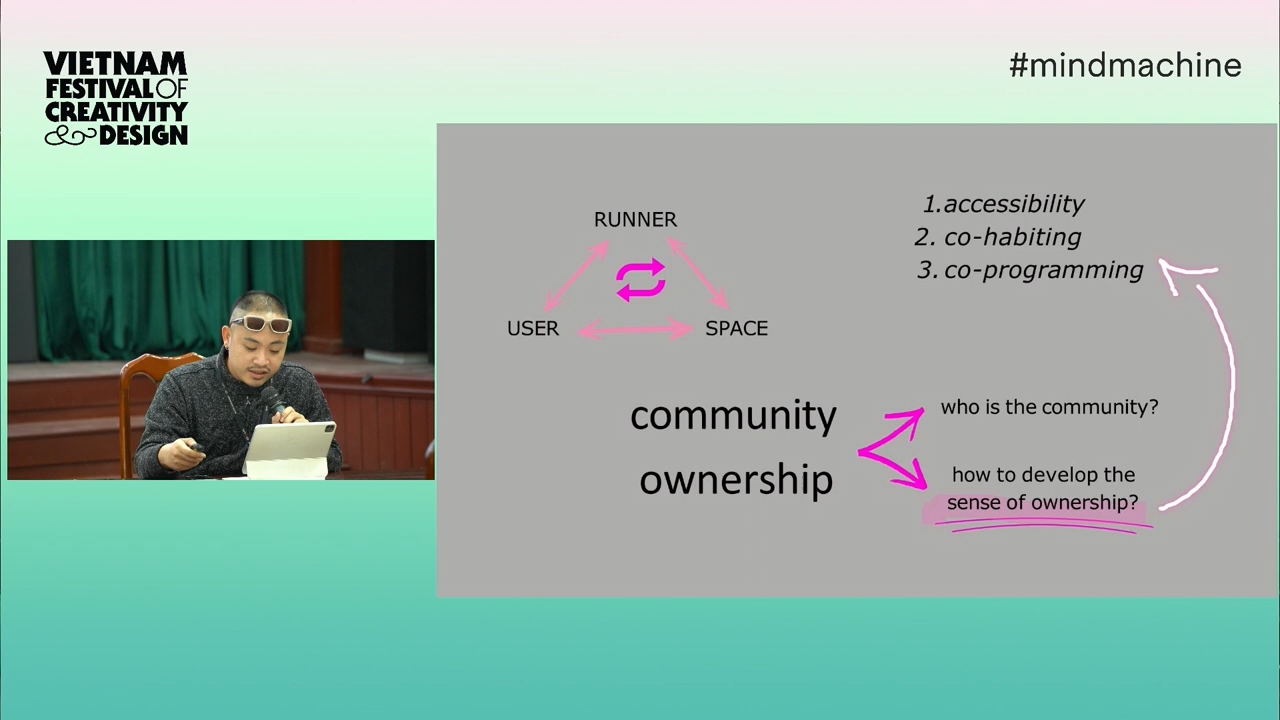 VIETNAM
FESTIVAL OF
CREATIVITY
& DESIGN
#mindmachine
RUNNER
USER
SPACE
1.accessibility
2. co-habiting
3. co-programming
community
ownership
who is the community?
how to develop the
sense of ownership?